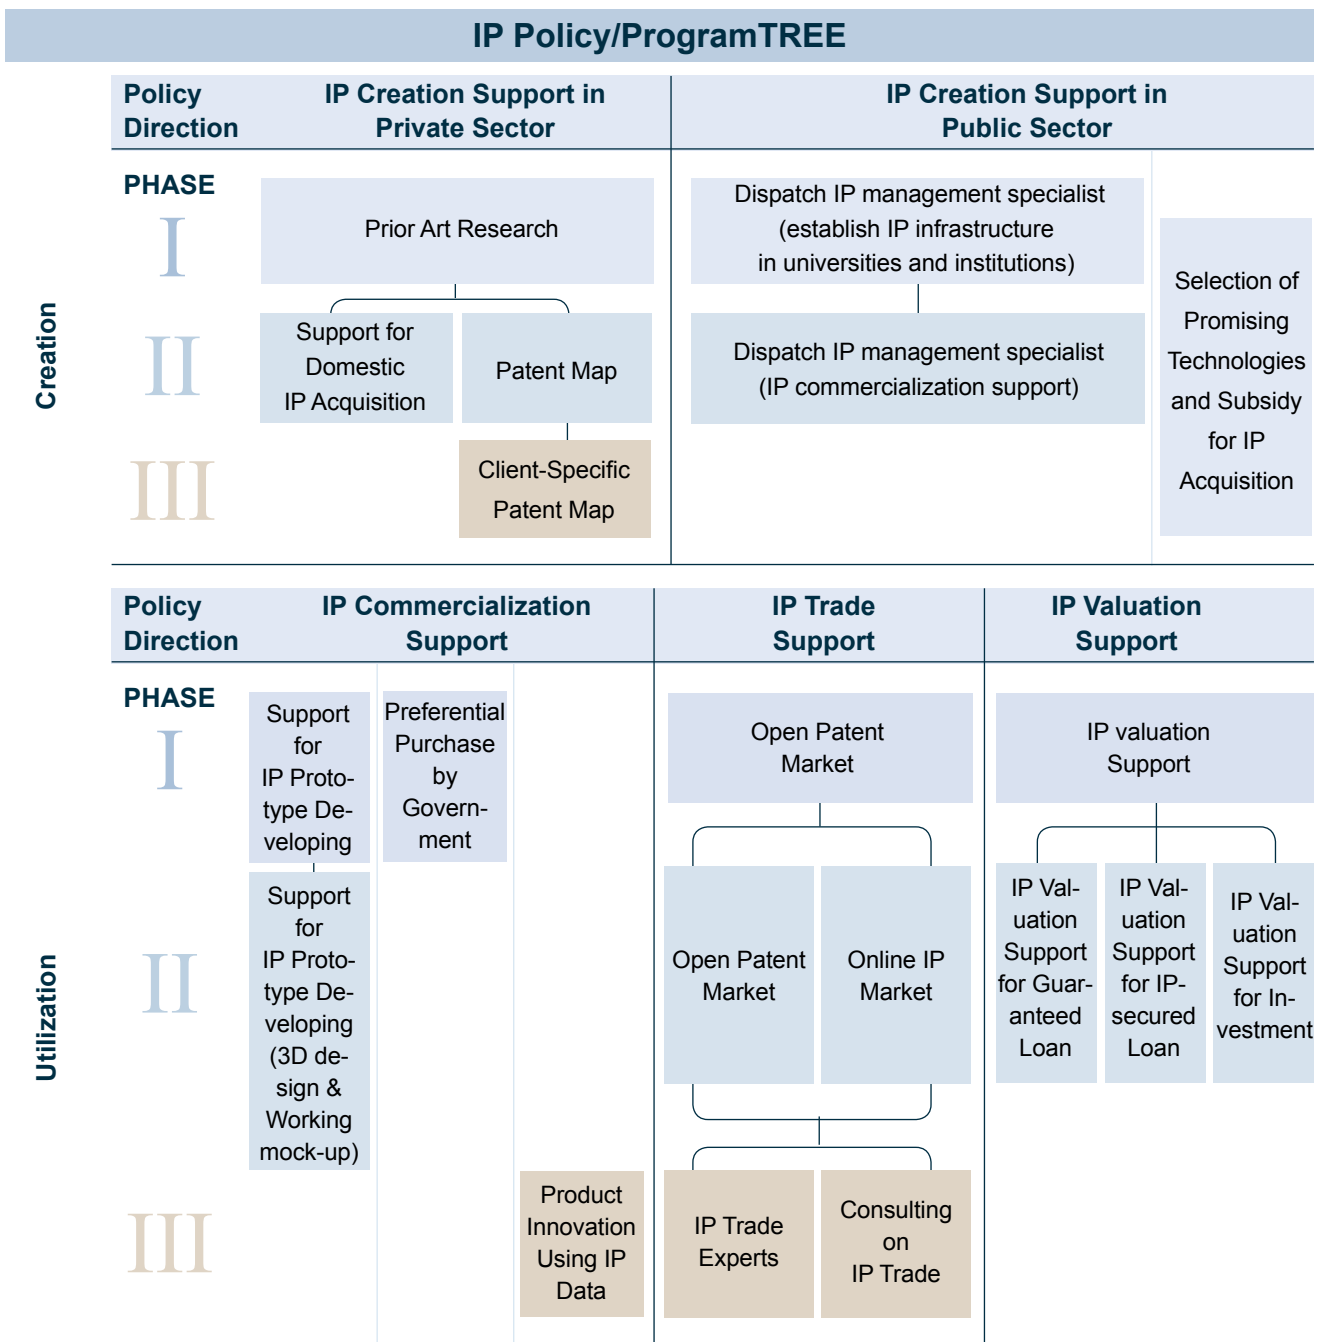 IP Policy/ProgramTREE
Creation
Policy
Direction
IP Creation Support in
Private Sector
IP Creation Support in
Public Sector
PHASE
I
II
III
Prior Art Research
Support for
Domestic
IP Acquisition
Patent Map
Client-Specific
Patent Map
Dispatch IP management specialist
(establish IP infrastructure
in universities and institutions)
Dispatch IP management specialist
(IP commercialization support)
Selection of
Promising
Technologies
and Subsidy
for IP
Acquisition
Utilization
Policy
Direction
IP Commercialization
Support
IP Trade
Support
IP Valuation
Support
PHASE
I
II
III
Support
for
IP Proto-
type De-
veloping
Support
for
IP Proto-
type De-
veloping
(3D de-
sign &
Working
mock-up)
Preferential
Purchase
by
Govern-
ment
Product
Innovation
Using IP
Data
Open Patent
Market
Open Patent
Market
Online IP
Market
IP Trade
Experts
Consulting
on
IP Trade
IP valuation
Support
IP Val-
uation
Support
for Guar-
anteed
Loan
IP Val-
uation
Support
for IP-
secured
Loan
IP Val-
uation
Support
for In-
vestment